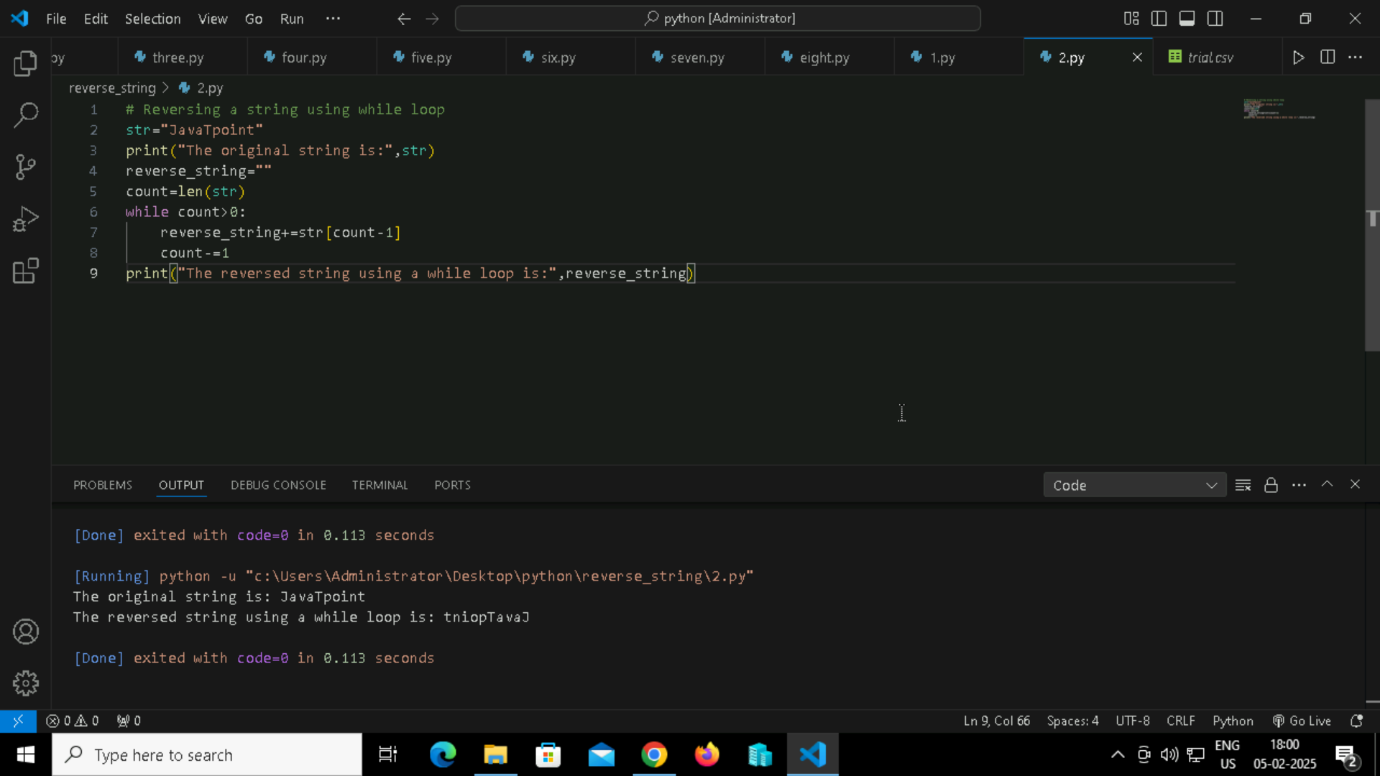 File Edit Selection View Go Run ··· python [Administrator]
py three.py four.py five.py six.py seven.py eight.py 1.py 2.py trial.csv
reverse_string > 2.py
1 # Reversing a string using while loop
2 str="JavaTpoint"
3 print("The original string is:",str)
4 reverse_string=""
5 count=len(str)
6 while count>0:
7 reverse_string+=str[count-1]
8 count-=1
9 print("The reversed string using a while loop is:",reverse_string)
PROBLEMS OUTPUT DEBUG CONSOLE TERMINAL PORTS Code
[Done] exited with code=0 in 0.113 seconds
[Running] python -u "c:\Users\Administrator\Desktop\python\reverse_string\2.py"
The original string is: JavaTpoint
The reversed string using a while loop is: tniopTavaJ
[Done] exited with code=0 in 0.113 seconds
0 0 0 Ln 9, Col 66 Spaces: 4 UTF-8 CRLF Python Go Live
Type here to search
ENG
US
18:00
05-02-2025
2